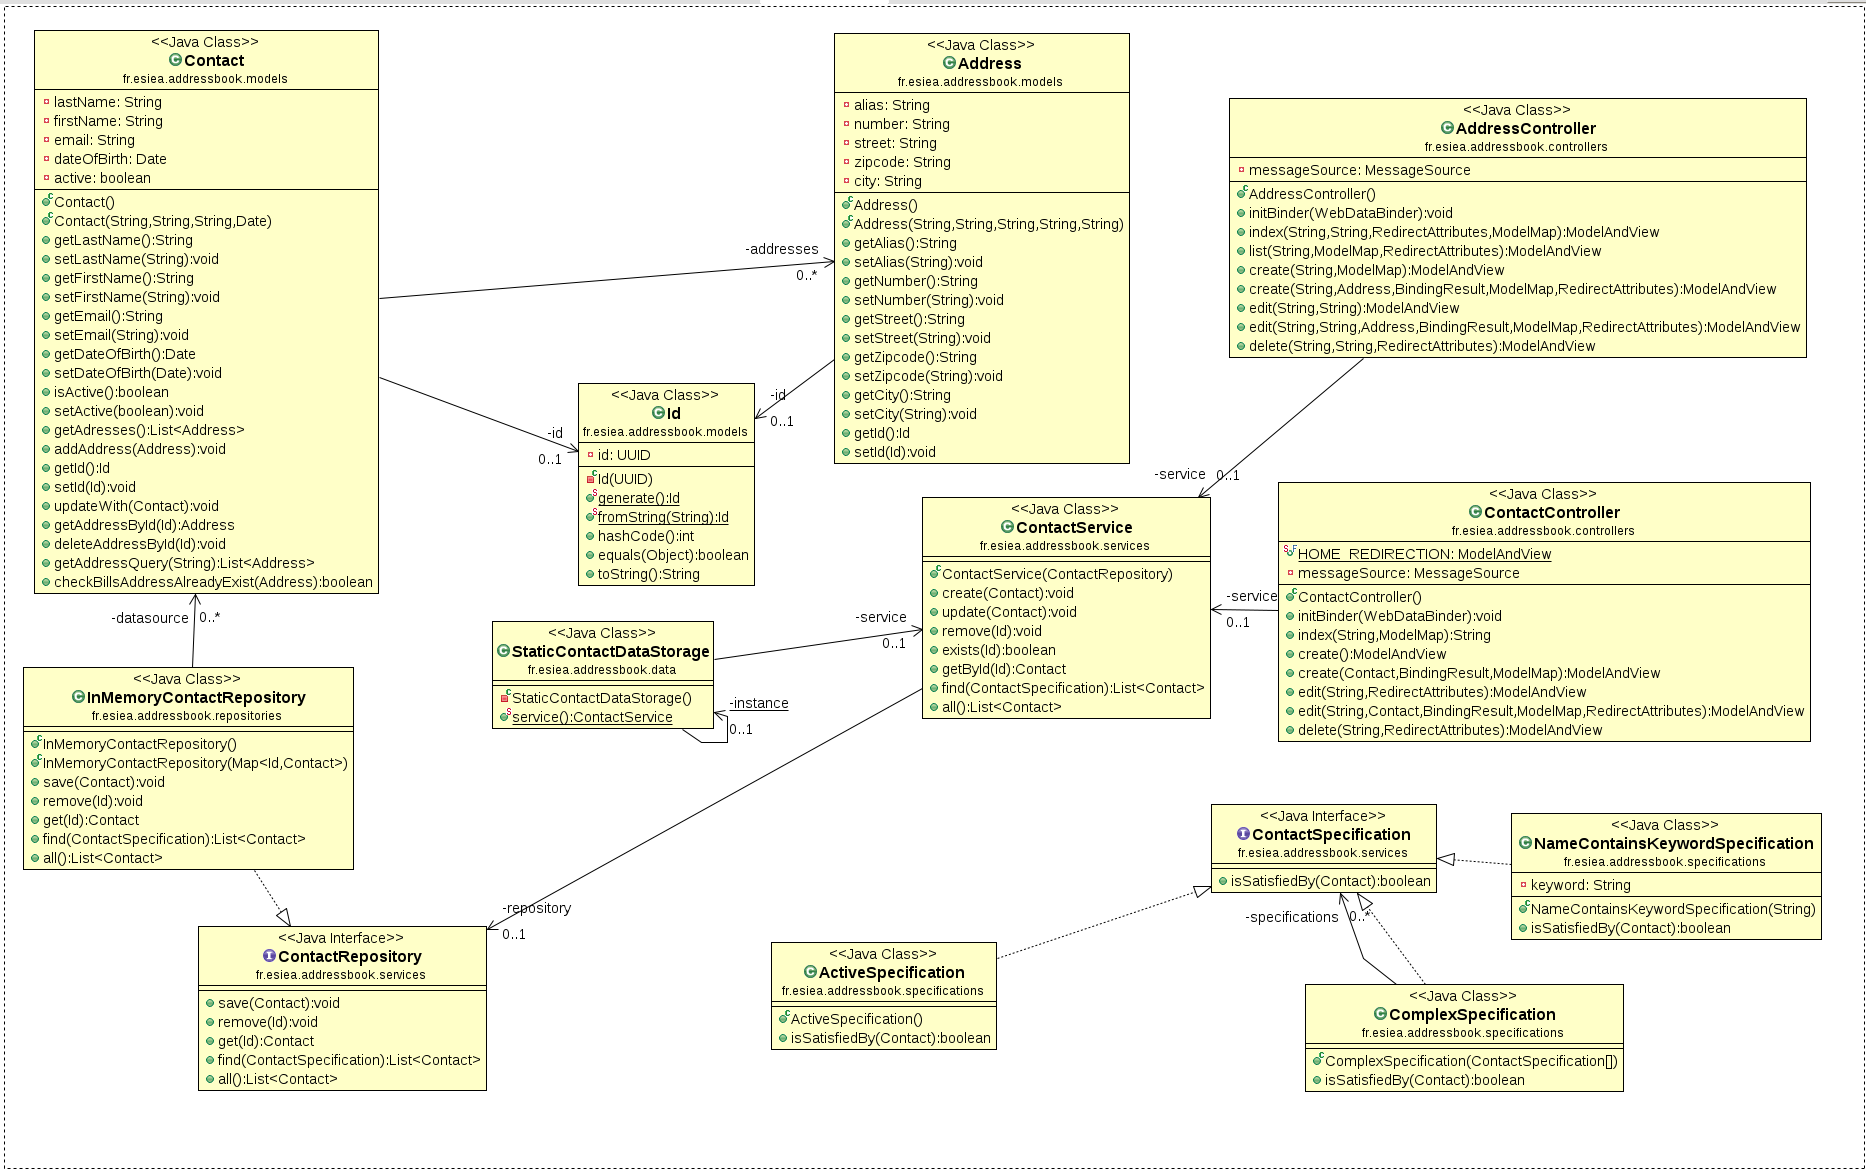 <<Java Class>>
Contact
fr.esiea.addressbook.models
lastName: String
firstName: String
email: String
dateOfBirth: Date
active: boolean
Contact()
Contact(String,String,String,Date)
getLastName():String
setLastName(String):void
getFirstName():String
setFirstName(String):void
getEmail():String
setEmail(String):void
getDateOfBirth():Date
setDateOfBirth(Date):void
isActive():boolean
setActive(boolean):void
getAdresses():List<Address>
addAddress(Address):void
getId():Id
setId(Id):void
updateWith(Contact):void
getAddressById(Id):Address
deleteAddressById(Id):void
getAddressQuery(String):List<Address>
checkBillsAddressAlreadyExist(Address):boolean
-addresses
0..*
-id
0..1
<<Java Class>>
Address
fr.esiea.addressbook.models
alias: String
number: String
street: String
zipcode: String
city: String
Address()
Address(String,String,String,String,String)
getAlias():String
setAlias(String):void
getNumber():String
setNumber(String):void
getStreet():String
setStreet(String):void
getZipcode():String
setZipcode(String):void
getCity():String
setCity(String):void
getId():Id
setId(Id):void
-id
0..1
<<Java Class>>
AddressController
fr.esiea.addressbook.controllers
messageSource: MessageSource
AddressController()
initBinder(WebDataBinder):void
index(String,String,RedirectAttributes,ModelMap):ModelAndView
list(String,ModelMap,RedirectAttributes):ModelAndView
create(String,ModelMap):ModelAndView
create(String,Address,BindingResult,ModelMap,RedirectAttributes):ModelAndView
edit(String,String):ModelAndView
edit(String,String,Address,BindingResult,ModelMap,RedirectAttributes):ModelAndView
delete(String,String,RedirectAttributes):ModelAndView
-service
0..1
<<Java Class>>
Id
fr.esiea.addressbook.models
id: UUID
Id(UUID)
generate():Id
fromString(String):Id
hashCode():int
equals(Object):boolean
toString():String
<<Java Class>>
ContactService
fr.esiea.addressbook.services
ContactService(ContactRepository)
create(Contact):void
update(Contact):void
remove(Id):void
exists(Id):boolean
getById(Id):Contact
find(ContactSpecification):List<Contact>
all():List<Contact>
<<Java Class>>
ContactController
fr.esiea.addressbook.controllers
HOME_REDIRECTION: ModelAndView
messageSource: MessageSource
ContactController()
initBinder(WebDataBinder):void
index(String,ModelMap):String
create():ModelAndView
create(Contact,BindingResult,ModelMap):ModelAndView
edit(String,RedirectAttributes):ModelAndView
edit(String,Contact,BindingResult,ModelMap,RedirectAttributes):ModelAndView
delete(String,RedirectAttributes):ModelAndView
-service
0..1
-datasource
0..*
<<Java Class>>
StaticContactDataStorage
fr.esiea.addressbook.data
StaticContactDataStorage()
service():ContactService
-service
0..1
-instance
0..1
<<Java Class>>
InMemoryContactRepository
fr.esiea.addressbook.repositories
InMemoryContactRepository()
InMemoryContactRepository(Map<Id,Contact>)
save(Contact):void
remove(Id):void
get(Id):Contact
find(ContactSpecification):List<Contact>
all():List<Contact>
-repository
0..1
<<Java Interface>>
ContactRepository
fr.esiea.addressbook.services
save(Contact):void
remove(Id):void
get(Id):Contact
find(ContactSpecification):List<Contact>
all():List<Contact>
<<Java Interface>>
ContactSpecification
fr.esiea.addressbook.services
isSatisfiedBy(Contact):boolean
-specifications
0..*
<<Java Class>>
NameContainsKeywordSpecification
fr.esiea.addressbook.specifications
keyword: String
NameContainsKeywordSpecification(String)
isSatisfiedBy(Contact):boolean
<<Java Class>>
ActiveSpecification
fr.esiea.addressbook.specifications
ActiveSpecification()
isSatisfiedBy(Contact):boolean
<<Java Class>>
ComplexSpecification
fr.esiea.addressbook.specifications
ComplexSpecification(ContactSpecification[])
isSatisfiedBy(Contact):boolean